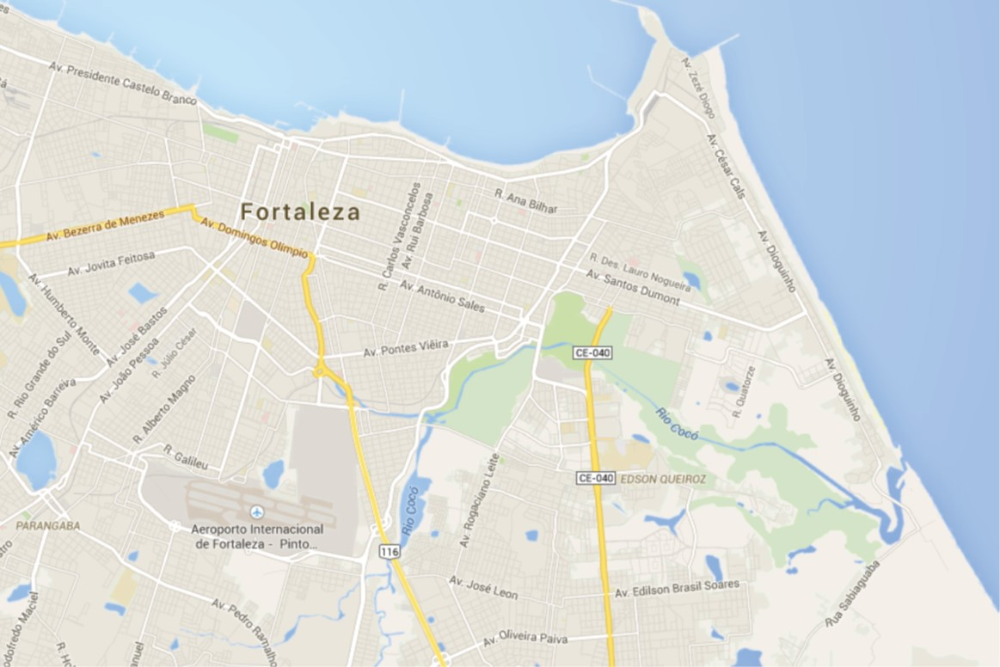 Av. Presidente Castelo Branco
Av. Zezé Diogo
Av. César Cals
R. Ana Bilhar
R. Carlos Vasconcelos
Av. Rui Barbosa
Fortaleza
Av. Bezerra de Menezes
Av. Domingos Olímpio
Av. Dioguinho
Av. Jovita Feitosa
R. Des. Lauro Nogueira
Av. Santos Dumont
Av. Antônio Sales
Av. Humberto Monte
Av. José Bastos
Av. João Pessoa
R. Júlio César
Av. Pontes Viêira
CE-040
R. Rio Grande do Sul
Av. Américo Barreira
R. Alberto Magno
R. Quatorze
Av. Dioguinho
Rio Cocó
R. Galileu
CE-040
EDSON QUEIROZ
Rio Cocó
Av. Rogaciano Leite
PARANGABA
Aeroporto Internacional
de Fortaleza - Pinto...
116
Av. José Leon
Av. Edilson Brasil Soares
Rua Sabiaguaba
Av. Pedro Ramalho
Av. Oliveira Paiva